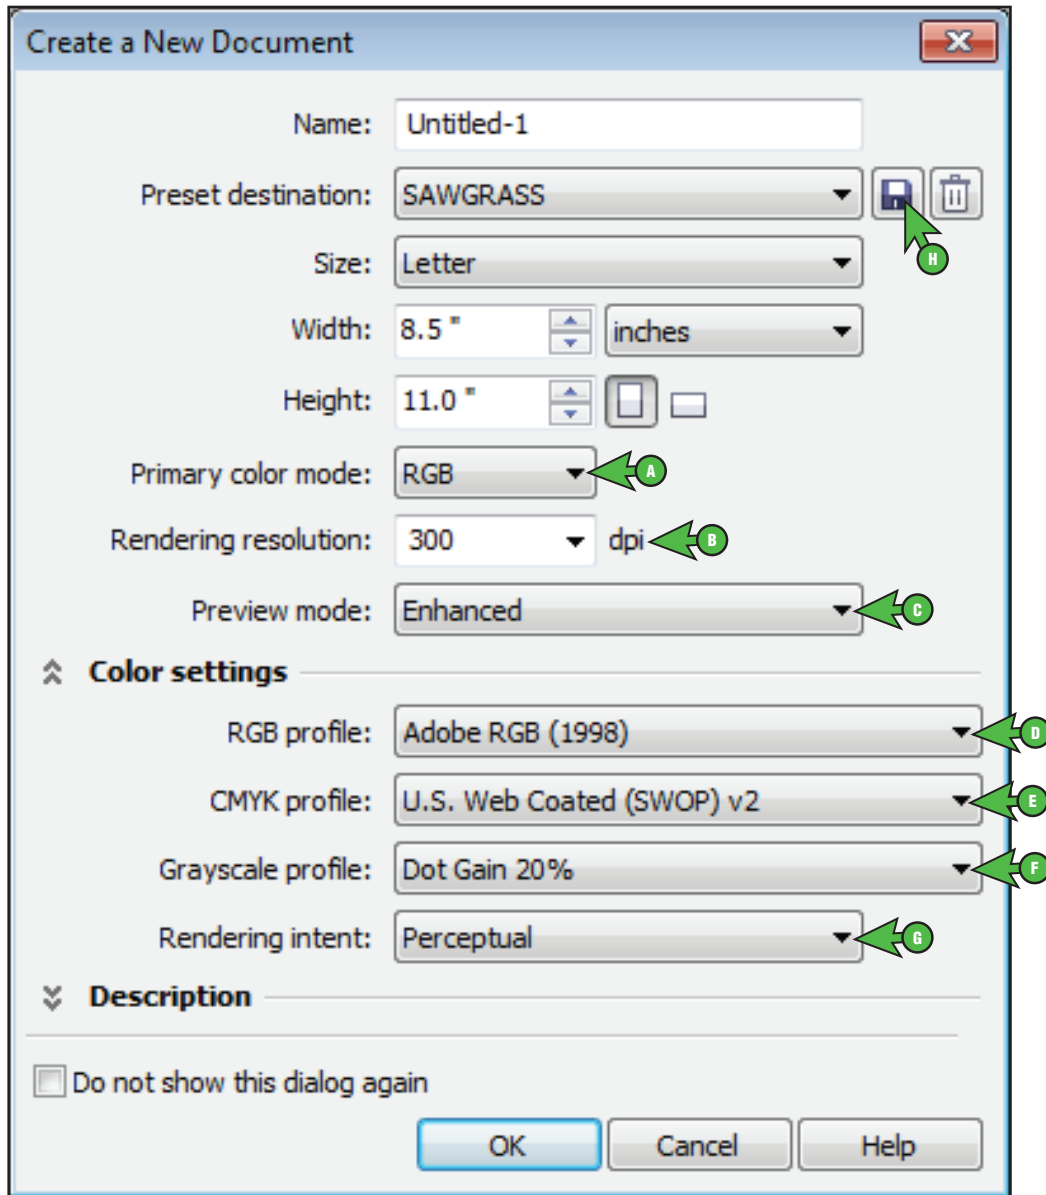 Create a New Document
Name: Untitled-1
Preset destination: SAWGRASS
H
Size: Letter
Width: 8.5 " inches
Height: 11.0 "
Primary color mode: RGB A
Rendering resolution: 300 dpi B
Preview mode: Enhanced C
Color settings
RGB profile: Adobe RGB (1998) D
CMYK profile: U.S. Web Coated (SWOP) v2 E
Grayscale profile: Dot Gain 20% F
Rendering intent: Perceptual G
Description
Do not show this dialog again
OK Cancel Help